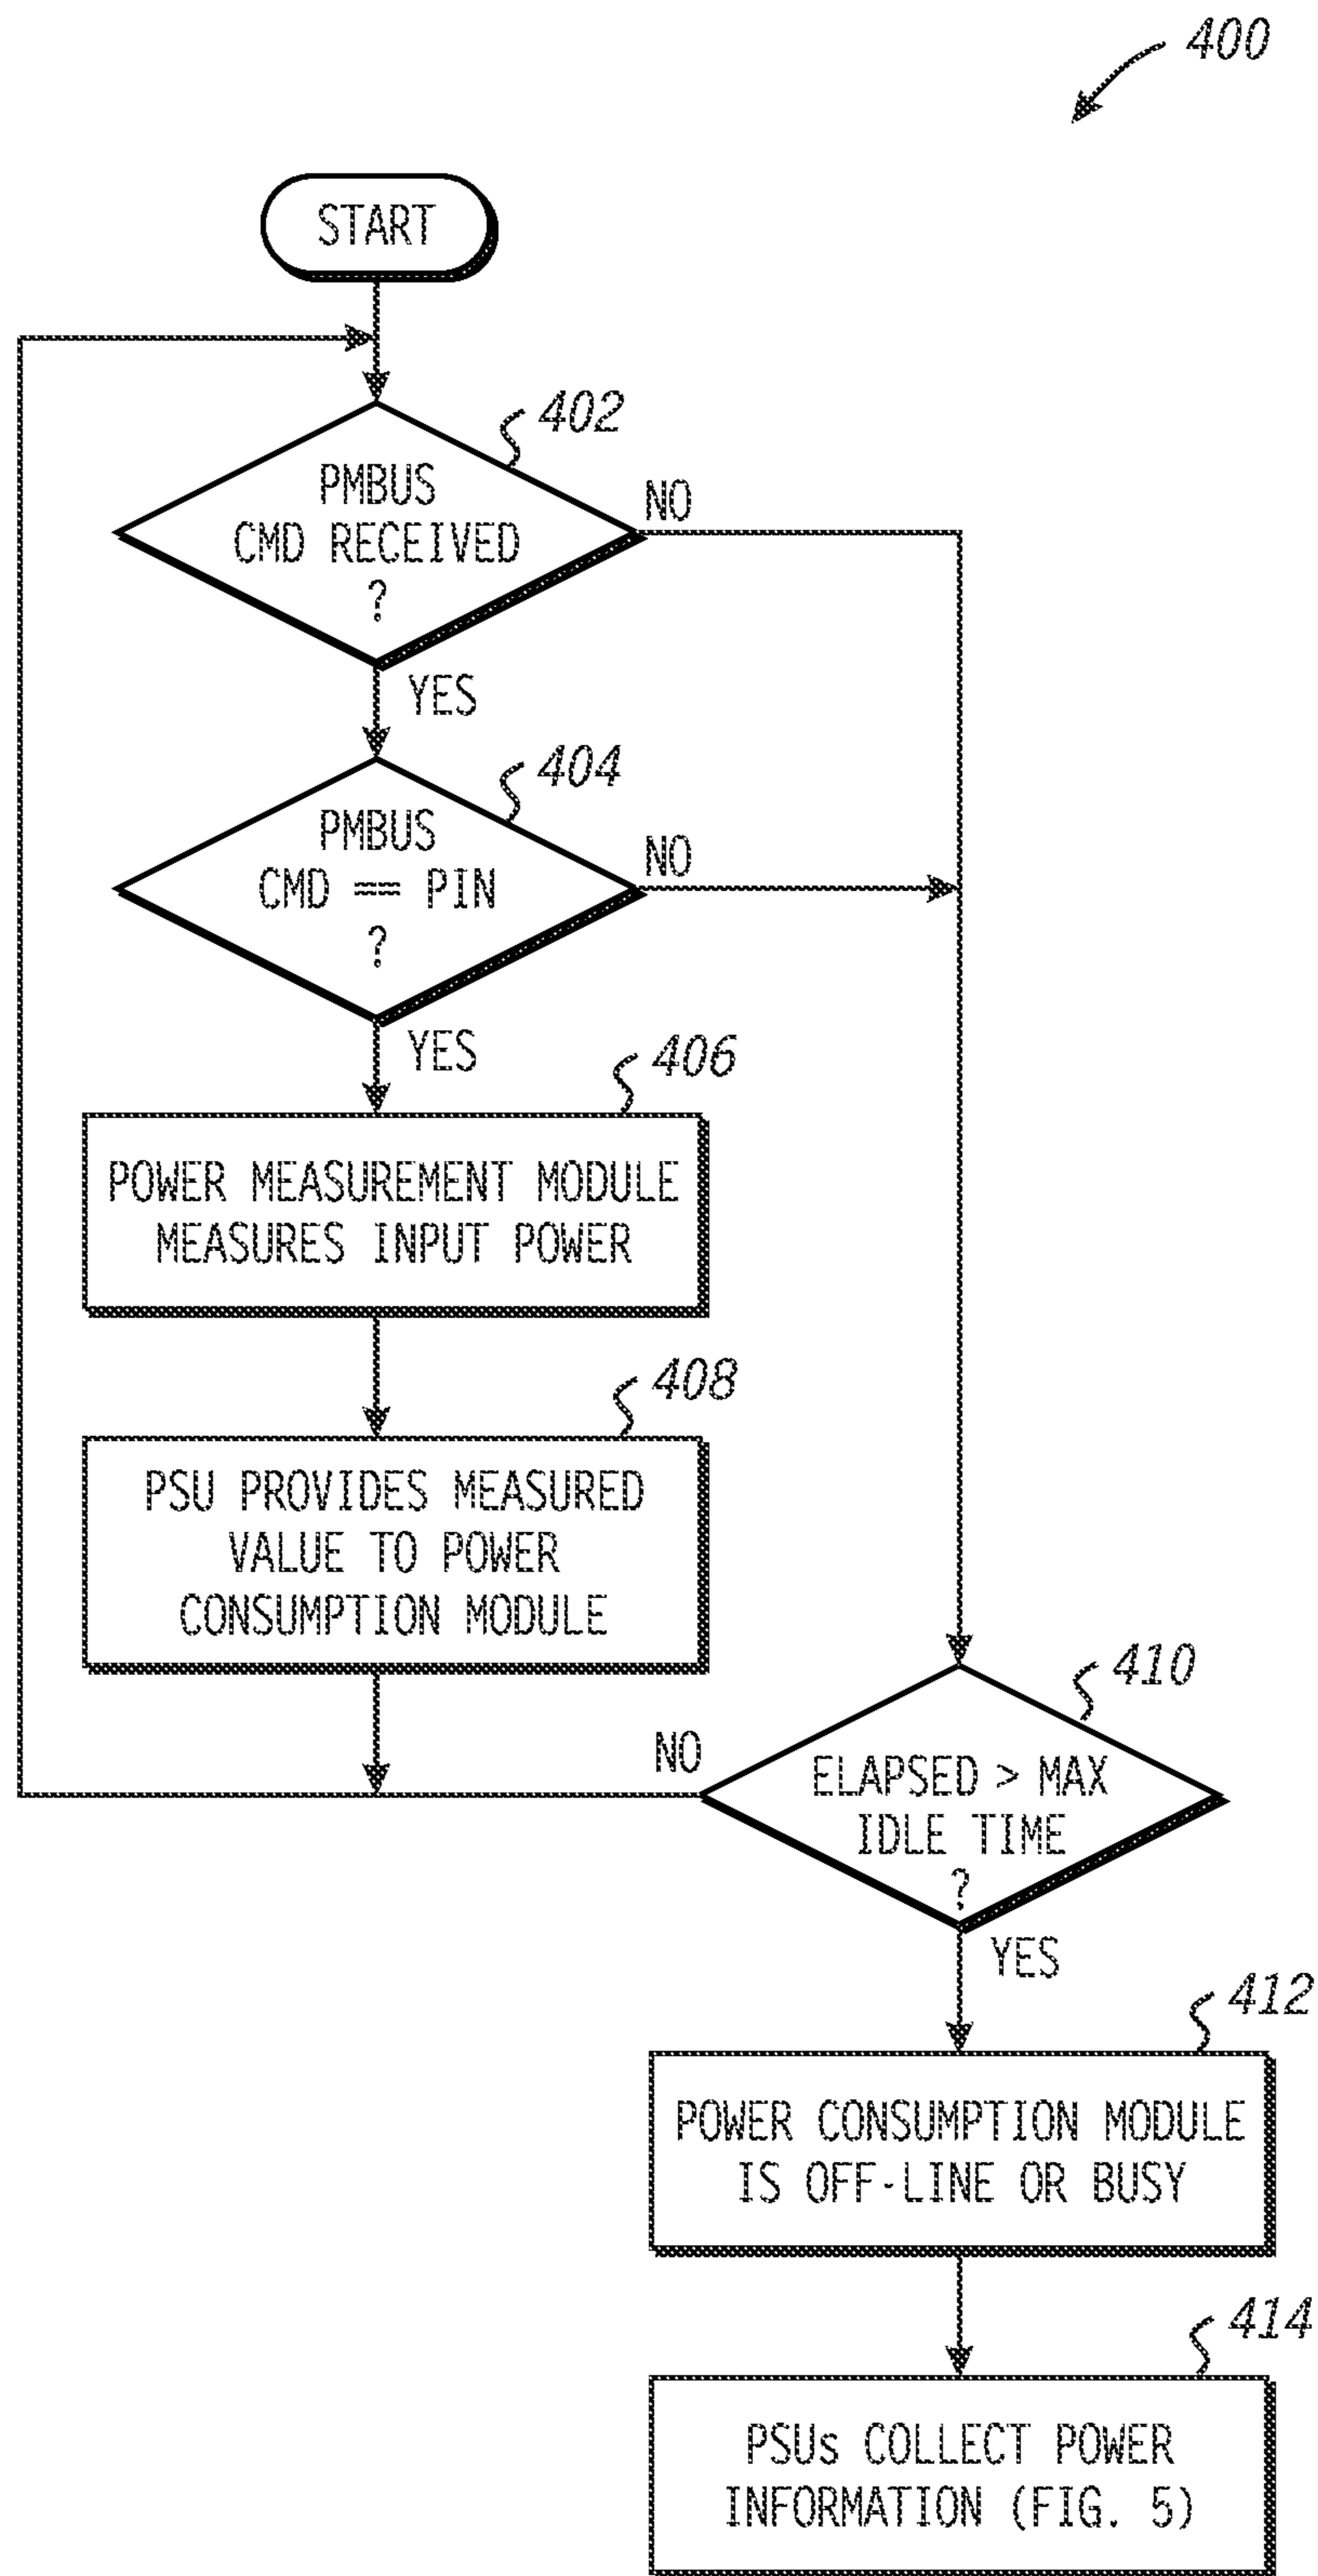 400
START
402
PMBUS
CMD RECEIVED
?
NO
YES
404
PMBUS
CMD == PIN
?
NO
YES
406
POWER MEASUREMENT MODULE
MEASURES INPUT POWER
408
PSU PROVIDES MEASURED
VALUE TO POWER
CONSUMPTION MODULE
410
NO
ELAPSED > MAX
IDLE TIME
?
YES
412
POWER CONSUMPTION MODULE
IS OFF-LINE OR BUSY
414
PSUs COLLECT POWER
INFORMATION (FIG. 5)